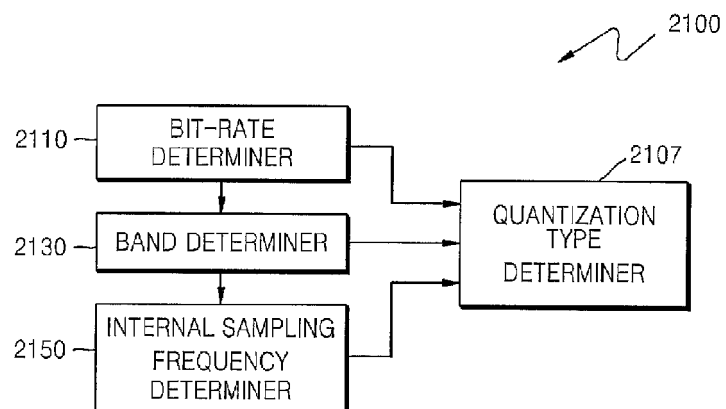 2100
2110
BIT-RATE
DETERMINER
2107
QUANTIZATION
TYPE
DETERMINER
2130
BAND DETERMINER
2150
INTERNAL SAMPLING
FREQUENCY
DETERMINER